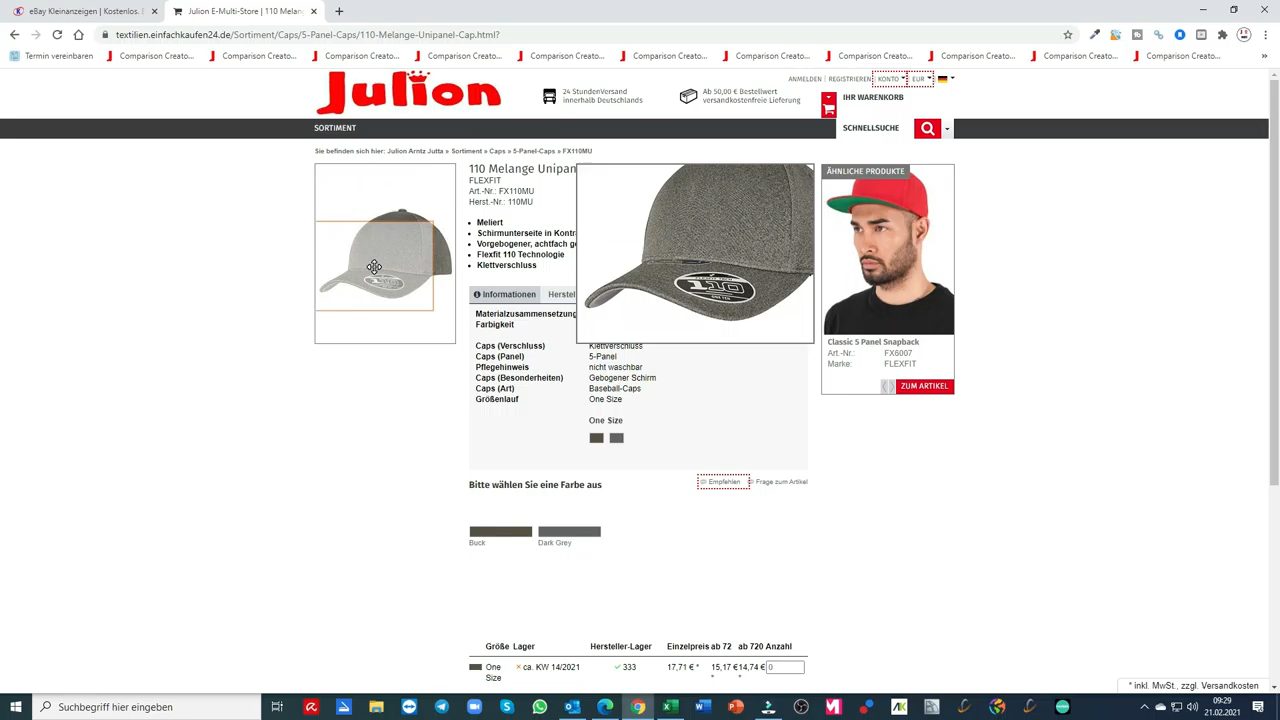 eBay Kleinanzeigen | Kostenlos. E
Julion E-Multi-Store | 110 Melan
textilien.einfachkaufen24.de/Sortiment/Caps/5-Panel-Caps/110-Melange-Unipanel-Cap.html?
Termin vereinbaren
Comparison Creato...
Comparison Creato...
Comparison Creato...
Comparison Creato...
Comparison Creato...
Comparison Creato...
Comparison Creato...
Comparison Creato...
Comparison Creato...
Comparison Creato...
Comparison Creato...
»
Julion
24 StundenVersand
innerhalb Deutschlands
Ab 50,00 € Bestellwert
versandkostenfreie Lieferung
ANMELDEN | REGISTRIEREN KONTO EUR
IHR WARENKORB
SORTIMENT
SCHNELLSUCHE
Sie befinden sich hier: Julion Arntz Jutta » Sortiment » Caps » 5-Panel-Caps » FX110MU
110 Melange Unipan
FLEXFIT
Art.-Nr.: FX110MU
Herst.-Nr.: 110MU
Meliert
Schirmunterseite in Kontr
Vorgebogener, achtfach g
Flexfit 110 Technologie
Klettverschluss
110
ÄHNLICHE PRODUKTE
Classic 5 Panel Snapback
Art.-Nr.: FX6007
Marke: FLEXFIT
ZUM ARTIKEL
Informationen
Herstel
Materialzusammensetzung
Farbigkeit
Caps (Verschluss) Klettverschluss
Caps (Panel) 5-Panel
Pflegehinweis nicht waschbar
Caps (Besonderheiten) Gebogener Schirm
Caps (Art) Baseball-Caps
Größenlauf One Size
One Size
Bitte wählen Sie eine Farbe aus
Empfehlen
Frage zum Artikel
Buck
Dark Grey
Größe Lager Hersteller-Lager Einzelpreis ab 72 ab 720 Anzahl
One Size ca. KW 14/2021 333 17,71 € * 15,17 € * 14,74 € * 0
* inkl. MwSt., zzgl. Versandkosten
Suchbegriff hier eingeben
09:29
21.02.2021